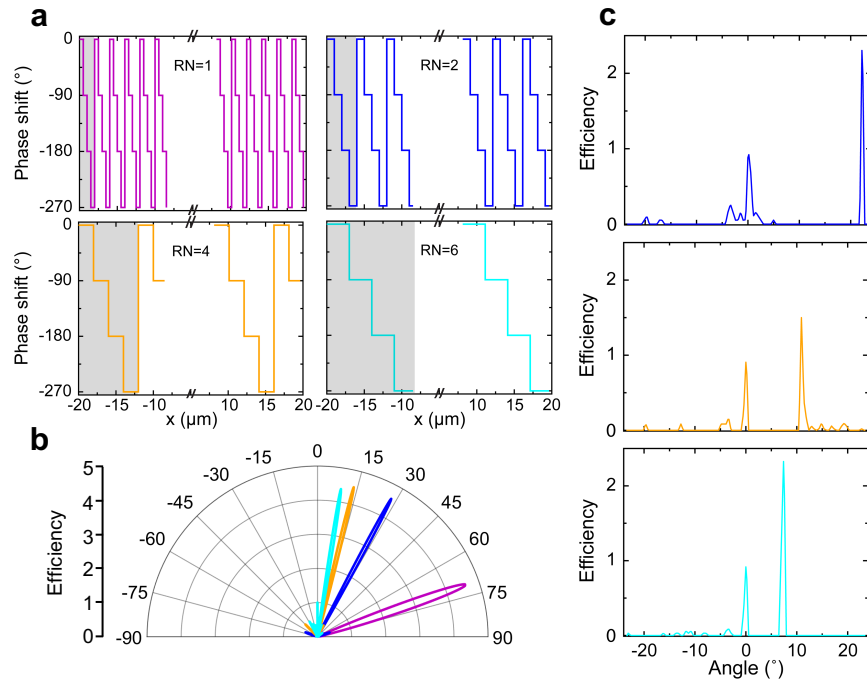 a
Phase shift (°)
0
-90
-180
-270
RN=1
RN=2
Phase shift (°)
0
-90
-180
-270
RN=4
RN=6
-20 -15 -10 10 15 20
-20 -15 -10 10 15 20
x (µm)
x (µm)
b
Efficiency
5
4
3
2
1
0
-90 -75 -60 -45 -30 -15 0 15 30 45 60 75 90
c
Efficiency
2
1
0
Efficiency
2
1
0
Efficiency
2
1
0
-20 -10 0 10 20
Angle (°)